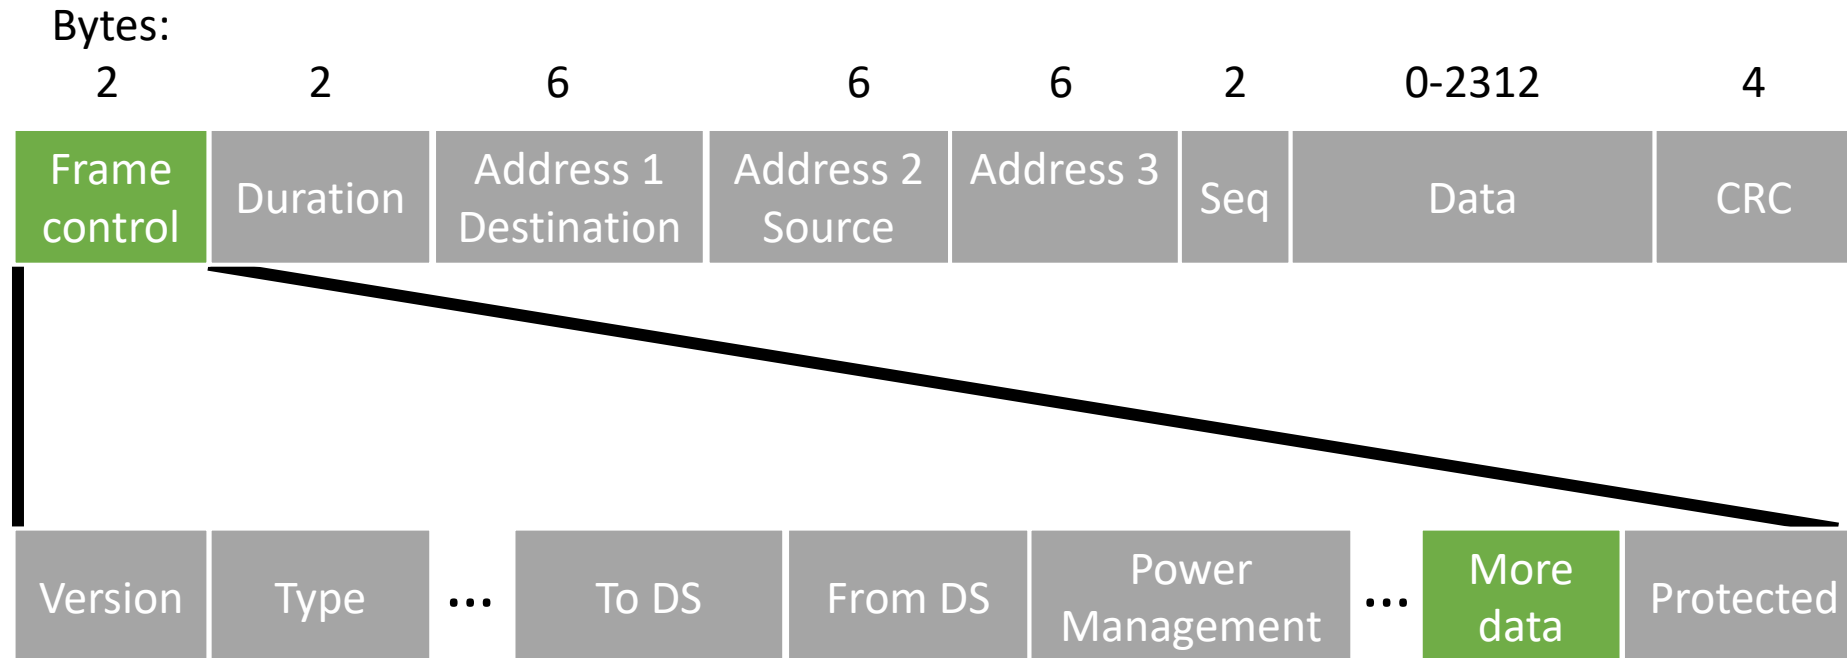 Bytes:
2 2 6 6 6 2 0-2312 4
Frame control
Duration
Address 1 Destination
Address 2 Source
Address 3
Seq
Data
CRC
Version
Type
...
To DS
From DS
Power Management
...
More data
Protected